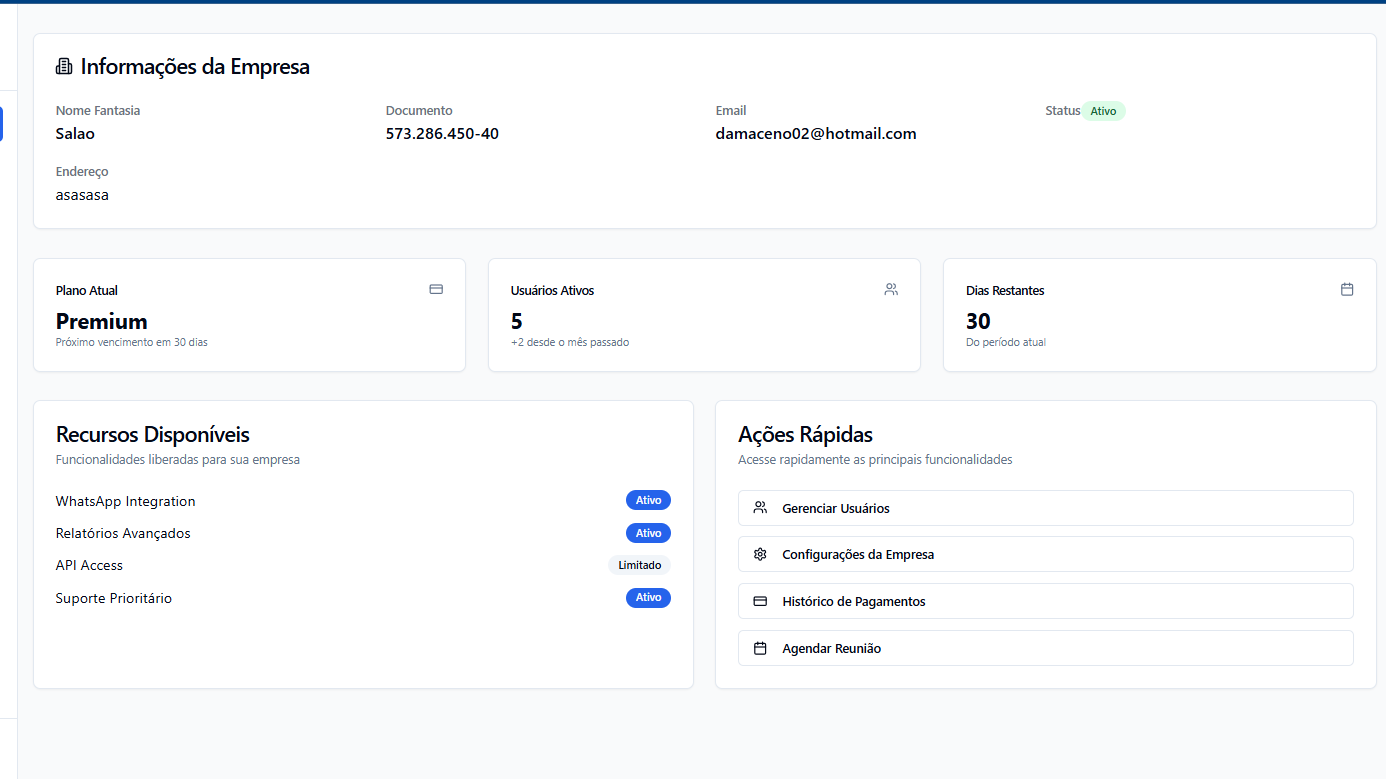 Informações da Empresa
Nome Fantasia
Salao
Documento
573.286.450-40
Email
damaceno02@hotmail.com
Status Ativo
Endereço
asasasa
Plano Atual
Premium
Próximo vencimento em 30 dias
Usuários Ativos
5
+2 desde o mês passado
Dias Restantes
30
Do período atual
Recursos Disponíveis
Funcionalidades liberadas para sua empresa
WhatsApp Integration Ativo
Relatórios Avançados Ativo
API Access Limitado
Suporte Prioritário Ativo
Ações Rápidas
Acesse rapidamente as principais funcionalidades
Gerenciar Usuários
Configurações da Empresa
Histórico de Pagamentos
Agendar Reunião